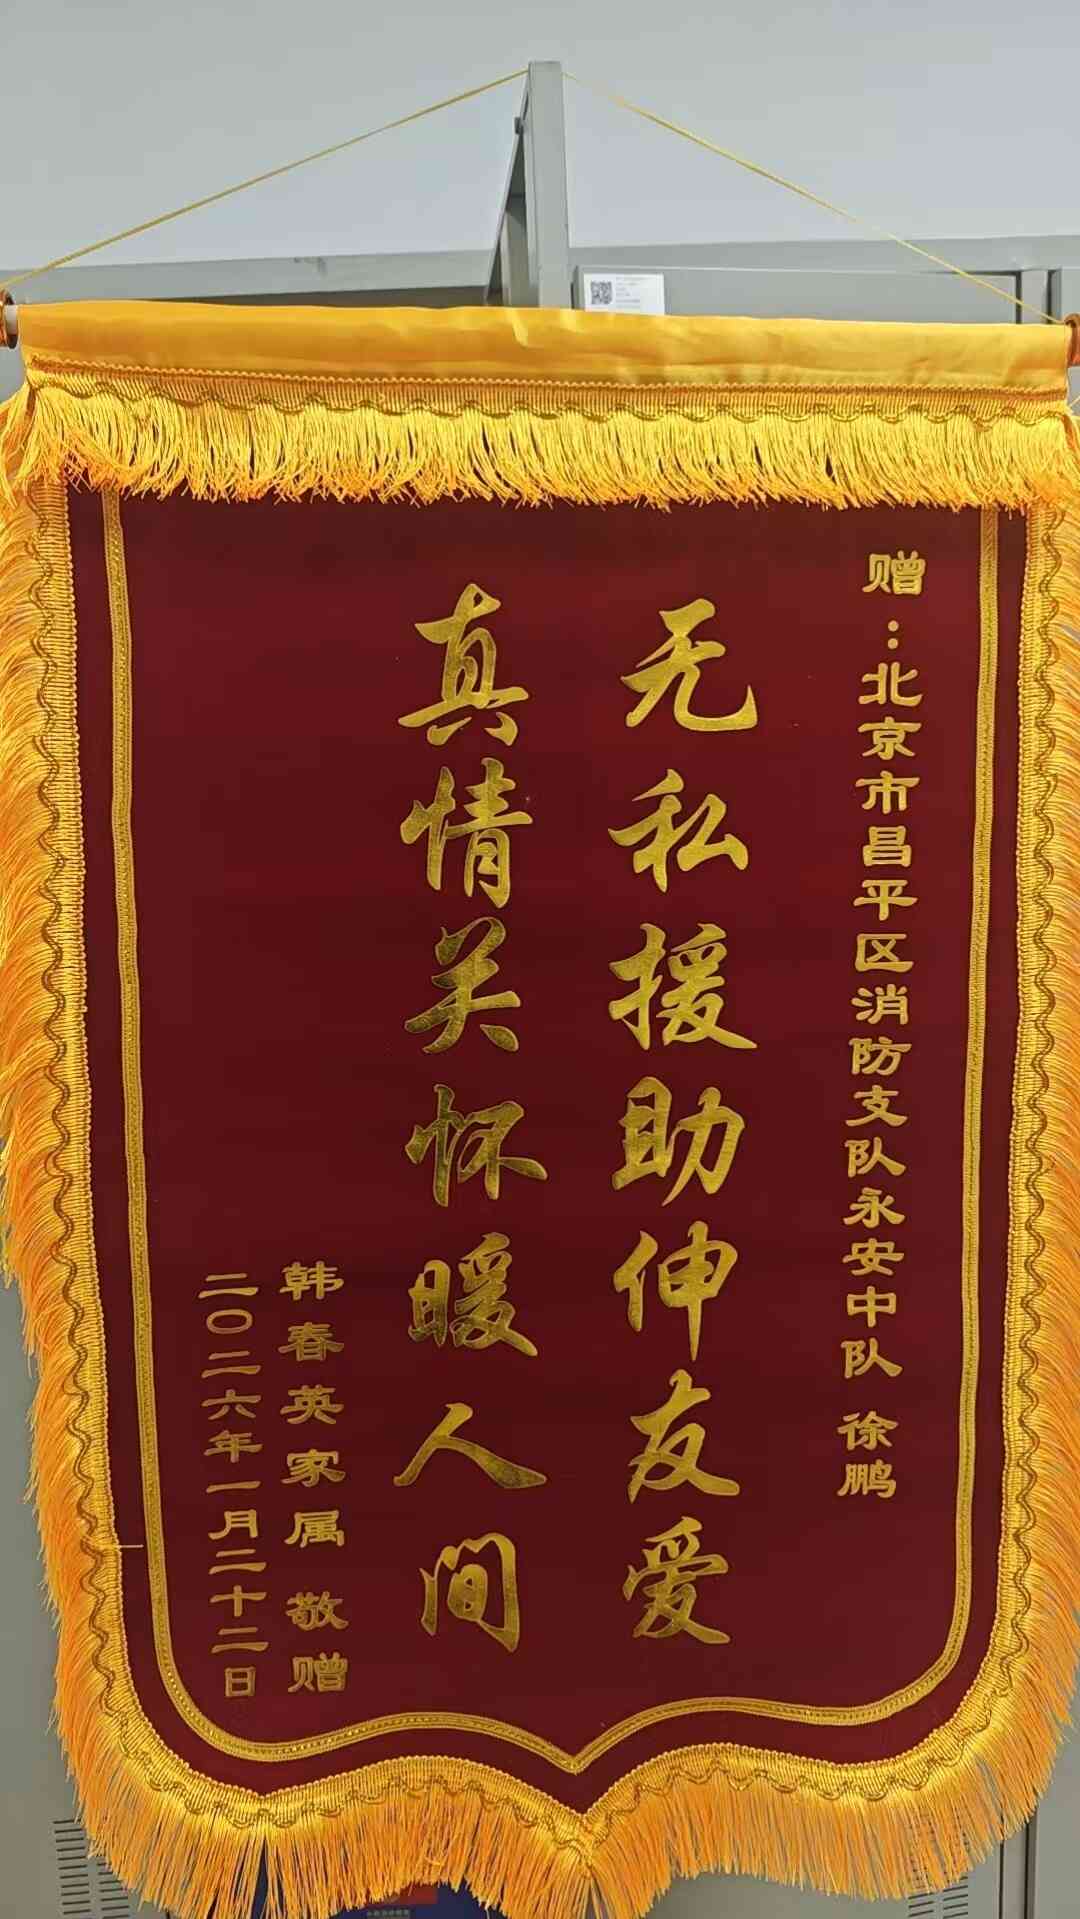 赠：北京市昌平区消防支队永安中队 徐鹏
无私援助伸友爱
真情关怀暖人间
韩春英家属 敬赠
二〇二六年一月二十二日